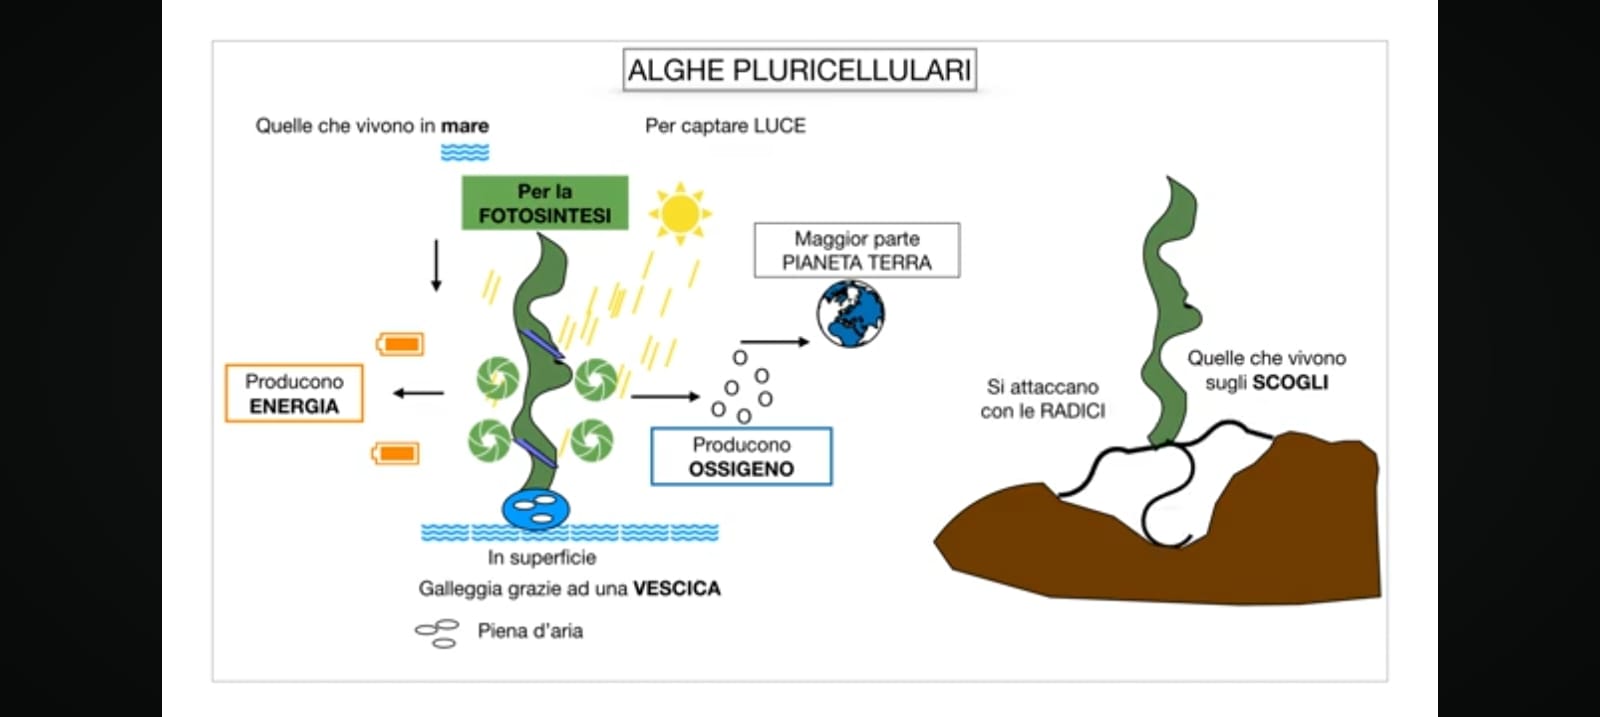 ALGHE PLURICELLULARI
Quelle che vivono in mare
Per captare LUCE
Per la
FOTOSINTESI
Maggior parte
PIANETA TERRA
Producono
ENERGIA
Producono
OSSIGENO
In superficie
Galleggia grazie ad una VESCICA
Piena d'aria
Quelle che vivono
sugli SCOGLI
Si attaccano
con le RADICI